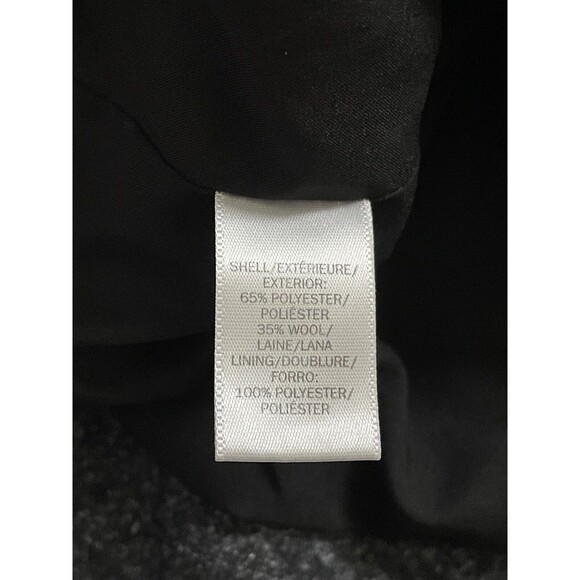 SHELL/EXTÉRIEURE/
EXTERIOR:
65% POLYESTER/
POLIÉSTER
35% WOOL/
LAINE/LANA
LINING/DOUBLURE/
FORRO:
100% POLYESTER/
POLIÉSTER